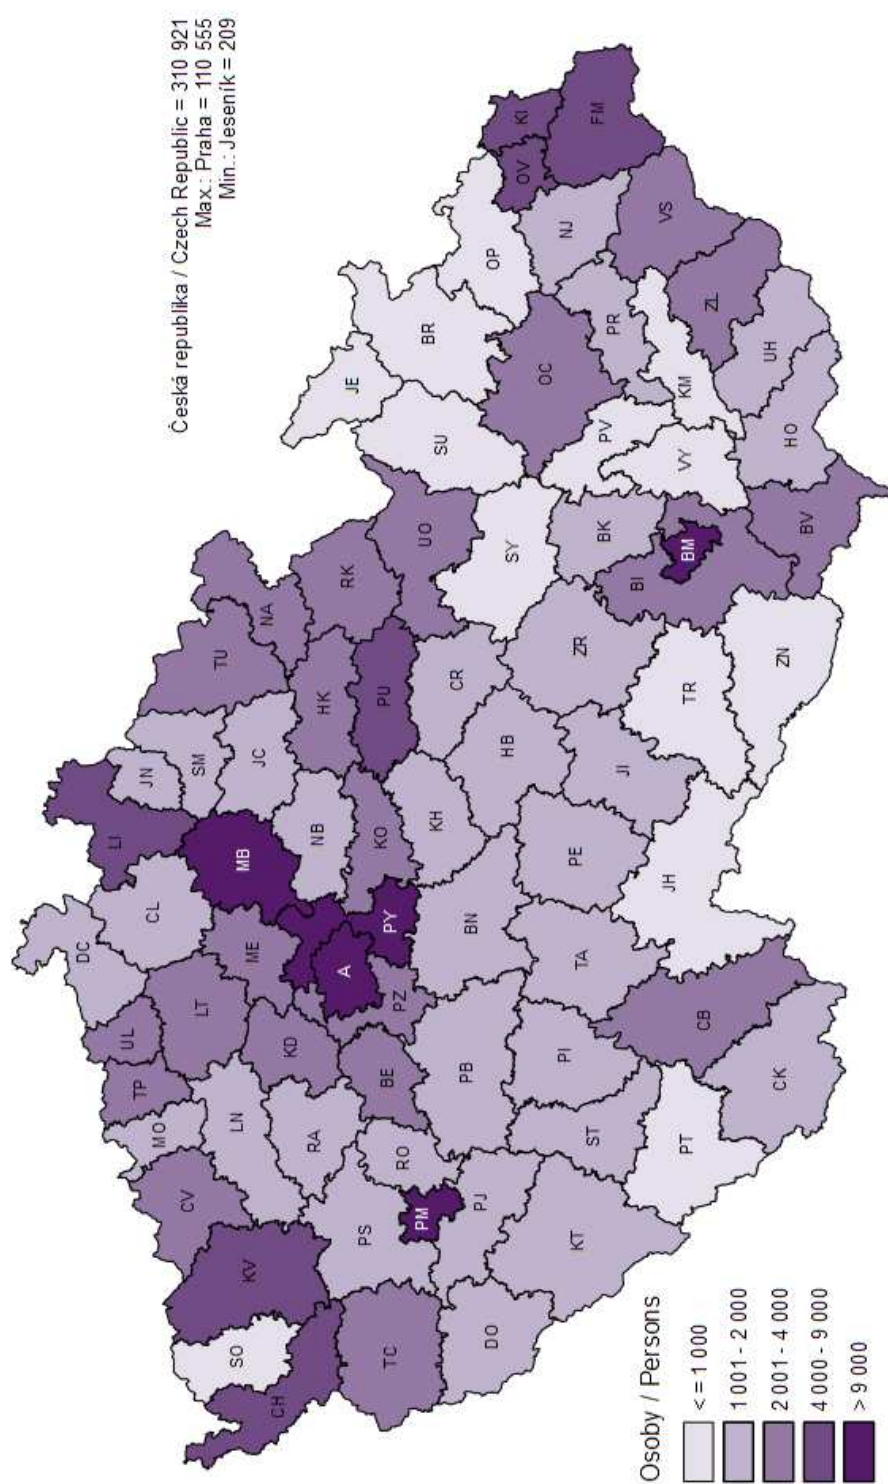 Česká republika / Czech Republic = 310 921
Max.: Praha = 110 555
Min.: Jeseník = 209
DC
LI
JN
CL
SM
TU
UL
TP
MO
LT
MB
JC
NA
CV
LN
ME
KD
NB
HK
RK
JE
KV
RA
A
KO
PU
UO
SU
BR
SO
BE
PZ
PY
KH
CR
OP
CH
PS
RO
PB
BN
HB
SY
OC
OV
KI
TC
PM
PJ
PI
TA
PE
ZR
BK
PV
PR
NJ
FM
DO
KT
ST
JI
BI
BM
VY
KM
VS
PT
CB
JH
TR
ZL
CK
ZN
BV
HO
UH
Osoby / Persons
< = 1 000
1 001 - 2 000
2 001 - 4 000
4 000 - 9 000
> 9 000